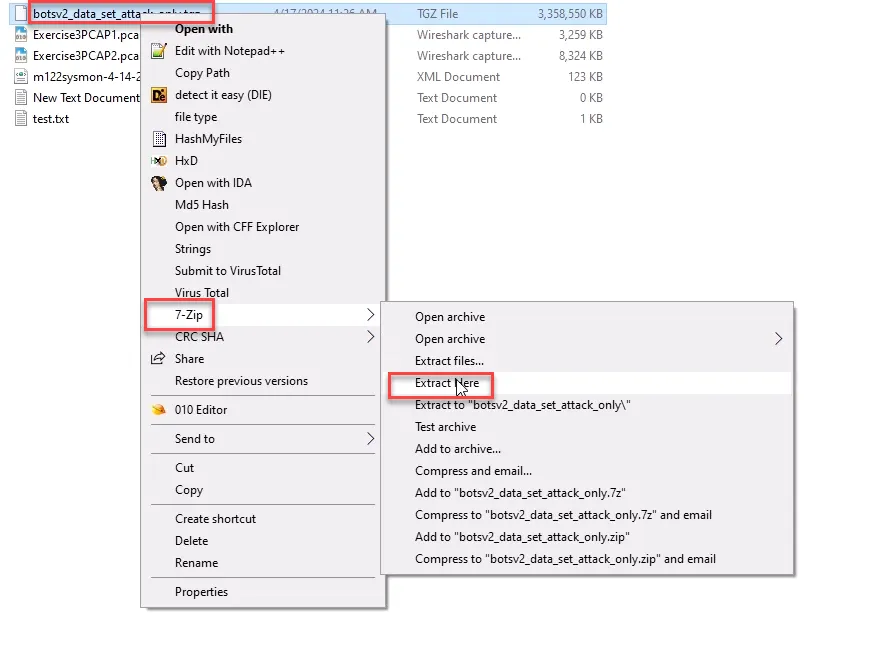 botsv2_data_set_attack_only.tgz 4/17/2024 11:26 AM TGZ File 3,358,550 KB
Exercise3PCAP1.pca Wireshark capture... 3,259 KB
Exercise3PCAP2.pca Wireshark capture... 8,324 KB
m122sysmon-4-14-2 XML Document 123 KB
New Text Document Text Document 0 KB
test.txt Text Document 1 KB
Open with
Edit with Notepad++
Copy Path
detect it easy (DIE)
file type
HashMyFiles
HxD
Open with IDA
Md5 Hash
Open with CFF Explorer
Strings
Submit to VirusTotal
Virus Total
7-Zip
CRC SHA
Share
Restore previous versions
010 Editor
Send to
Cut
Copy
Create shortcut
Delete
Rename
Properties
Open archive
Open archive
Extract files...
Extract Here
Extract to "botsv2_data_set_attack_only\"
Test archive
Add to archive...
Compress and email...
Add to "botsv2_data_set_attack_only.7z"
Compress to "botsv2_data_set_attack_only.7z" and email
Add to "botsv2_data_set_attack_only.zip"
Compress to "botsv2_data_set_attack_only.zip" and email